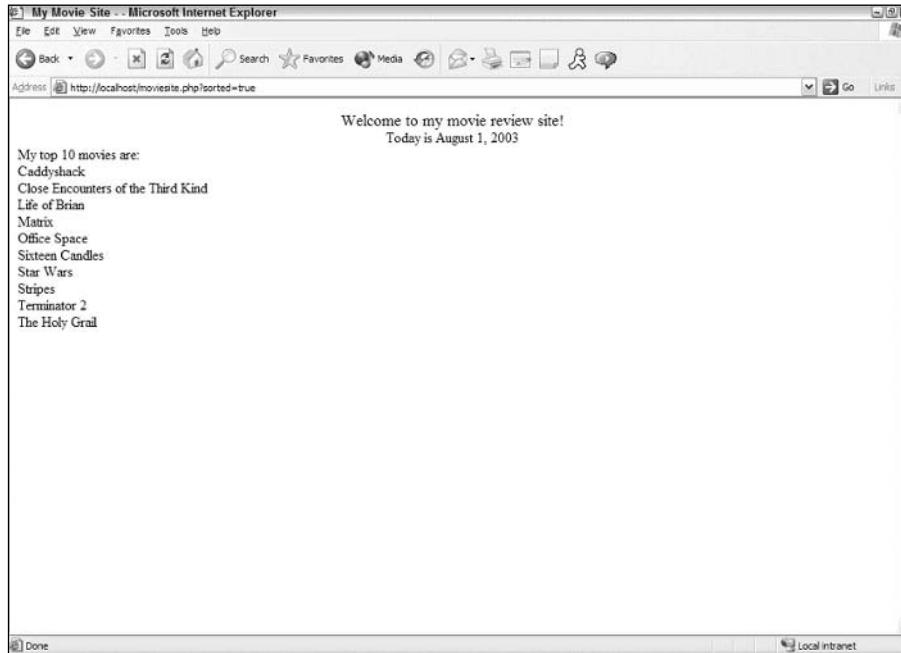 My Movie Site - - Microsoft Internet Explorer
File Edit View Favorites Tools Help
Back Search Favorites Media
Address http://localhost/moviesite.php?sorted=true Go Links
Welcome to my movie review site!
Today is August 1, 2003
My top 10 movies are:
Caddyshack
Close Encounters of the Third Kind
Life of Brian
Matrix
Office Space
Sixteen Candles
Star Wars
Stripes
Terminator 2
The Holy Grail
Done Local intranet